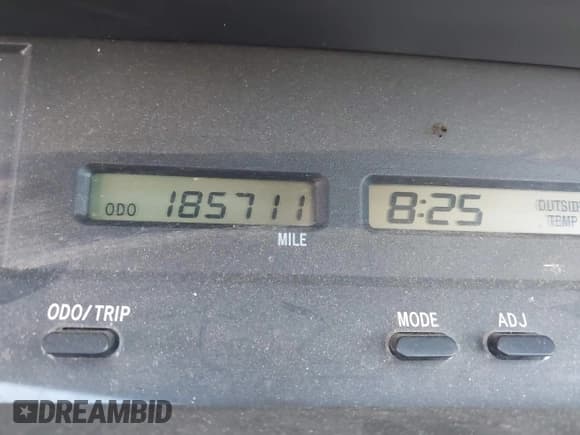 ODO 185711
MILE
8:25 OUTSIDE
TEMP
ODO/TRIP
MODE
ADJ
DREAMBID